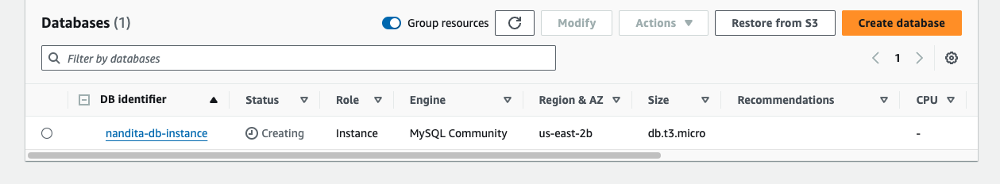 Databases (1)
Group resources
Modify
Actions
Restore from S3
Create database
Filter by databases
1
DB identifier Status Role Engine Region & AZ Size Recommendations CPU
nandita-db-instance Creating Instance MySQL Community us-east-2b db.t3.micro -